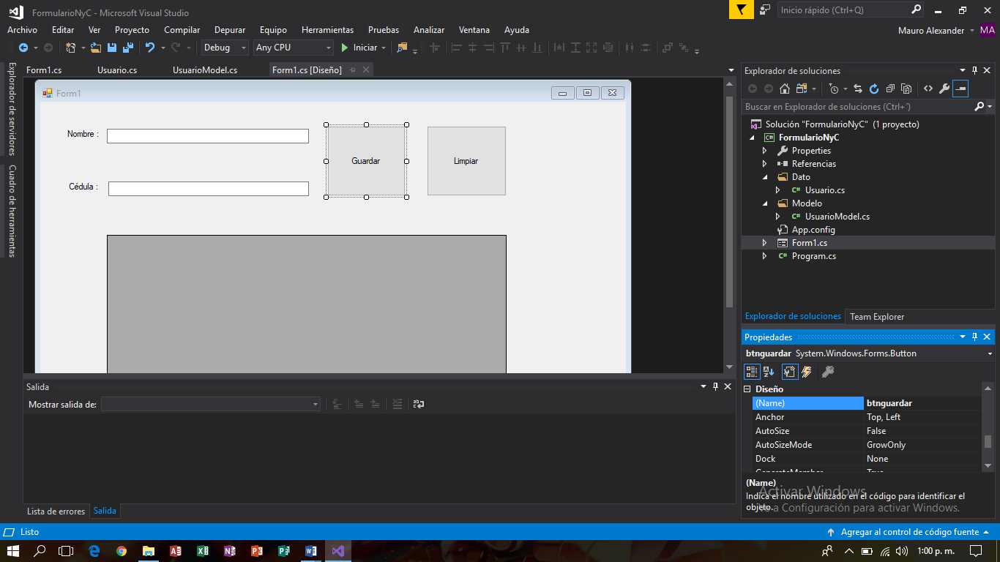 FormularioNyC - Microsoft Visual Studio
Inicio rápido (Ctrl+Q)
Archivo Editar Ver Proyecto Compilar Depurar Equipo Herramientas Pruebas Analizar Ventana Ayuda
Mauro Alexander MA
Debug Any CPU Iniciar
Explorador de servidores
Cuadro de herramientas
Form1.cs Usuario.cs UsuarioModel.cs Form1.cs [Diseño]
Form1
Nombre :
Guardar
Limpiar
Cédula :
Salida
Mostrar salida de:
Lista de errores Salida
Explorador de soluciones
Buscar en Explorador de soluciones (Ctrl+´)
Solución "FormularioNyC" (1 proyecto)
C# FormularioNyC
Properties
Referencias
Dato
C# Usuario.cs
Modelo
C# UsuarioModel.cs
App.config
Form1.cs
C# Program.cs
Explorador de soluciones Team Explorer
Propiedades
btnguardar System.Windows.Forms.Button
Diseño
(Name) btnguardar
Anchor Top, Left
AutoSize False
AutoSizeMode GrowOnly
Dock None
GenerateMember True
(Name)
Indica el nombre utilizado en el código para identificar el
objeto.
Activar Windows
Ve a Configuración para activar Windows.
Listo
Agregar al control de código fuente
1:00 p. m.